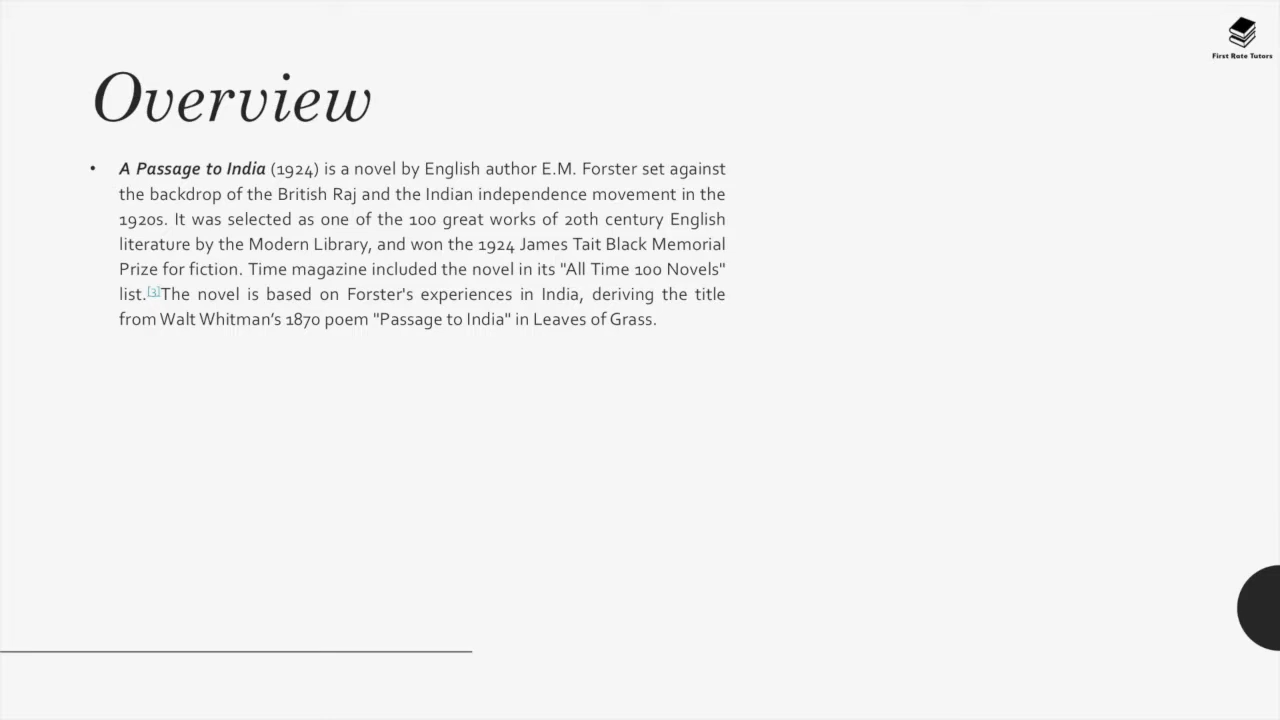 First Rate Tutors
Overview
• A Passage to India (1924) is a novel by English author E.M. Forster set against
the backdrop of the British Raj and the Indian independence movement in the
1920s. It was selected as one of the 100 great works of 20th century English
literature by the Modern Library, and won the 1924 James Tait Black Memorial
Prize for fiction. Time magazine included the novel in its "All Time 100 Novels"
list.[3]The novel is based on Forster's experiences in India, deriving the title
from Walt Whitman’s 1870 poem "Passage to India" in Leaves of Grass.